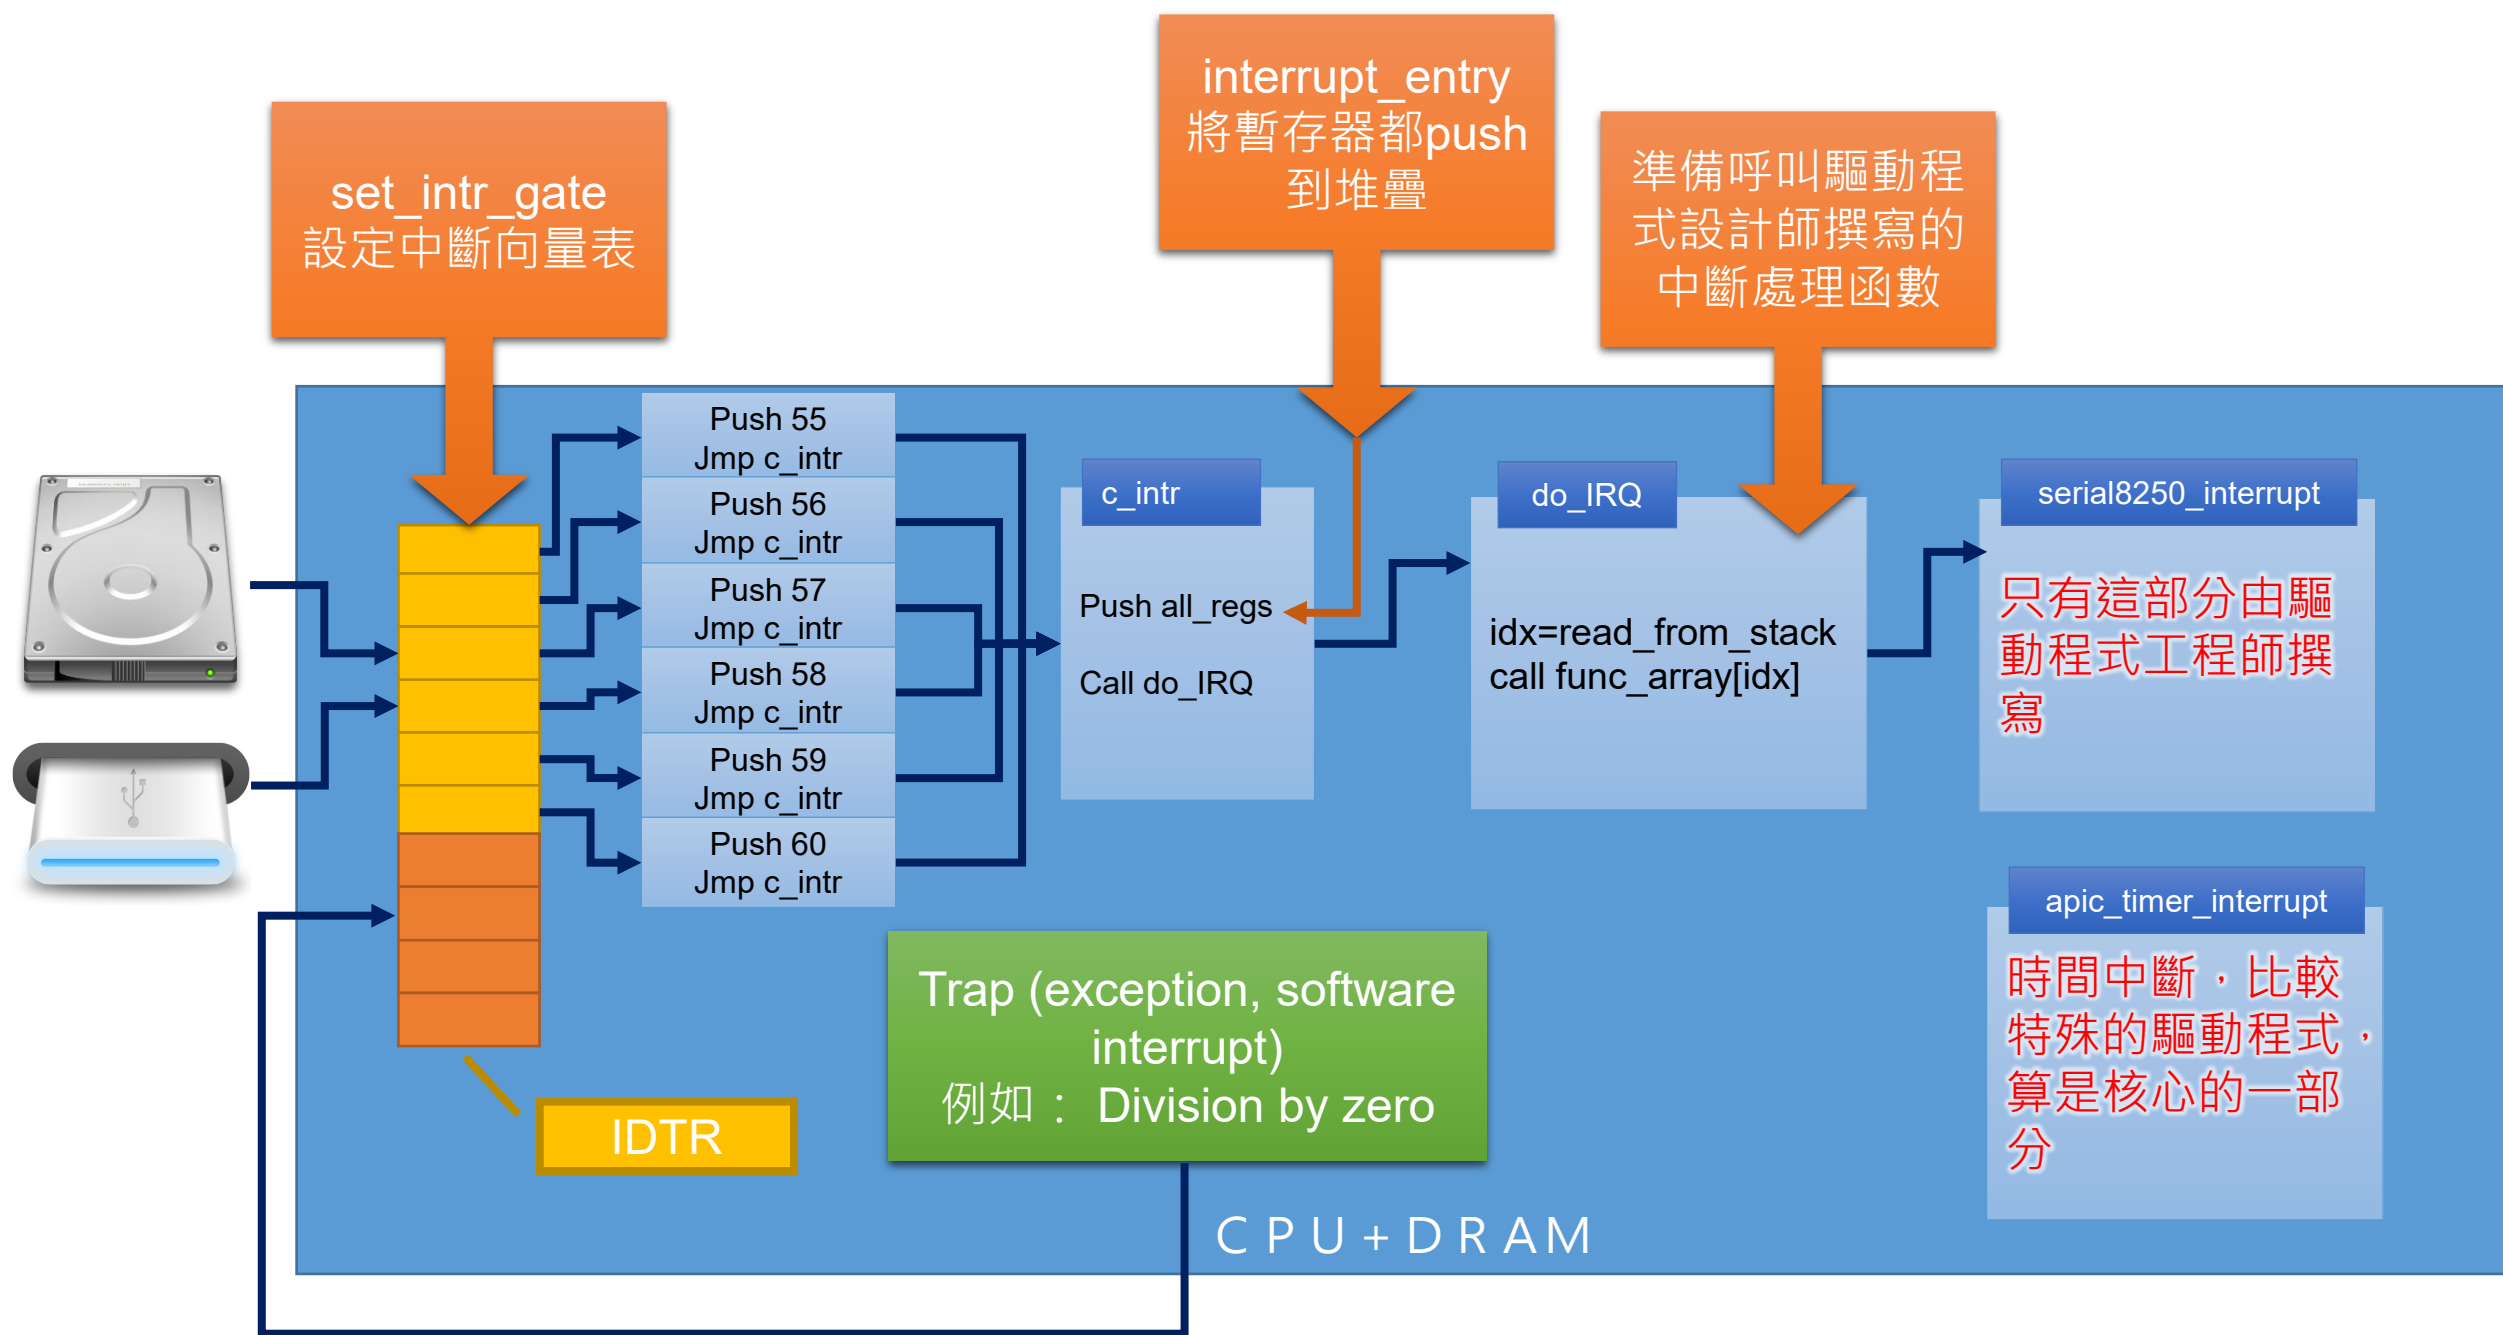 interrupt_entry
將暫存器都push
到堆疊
set_intr_gate
設定中斷向量表
準備呼叫驅動程
式設計師撰寫的
中斷處理函數
Push 55
Jmp c_intr
Push 56
Jmp c_intr
Push 57
Jmp c_intr
Push 58
Jmp c_intr
Push 59
Jmp c_intr
Push 60
Jmp c_intr
c_intr
Push all_regs
Call do_IRQ
do_IRQ
idx=read_from_stack
call func_array[idx]
serial8250_interrupt
只有這部分由驅
動程式工程師撰
寫
apic_timer_interrupt
時間中斷，比較
特殊的驅動程式，
算是核心的一部
分
Trap (exception, software
interrupt)
例如： Division by zero
IDTR
ＣＰＵ+ＤＲＡＭ